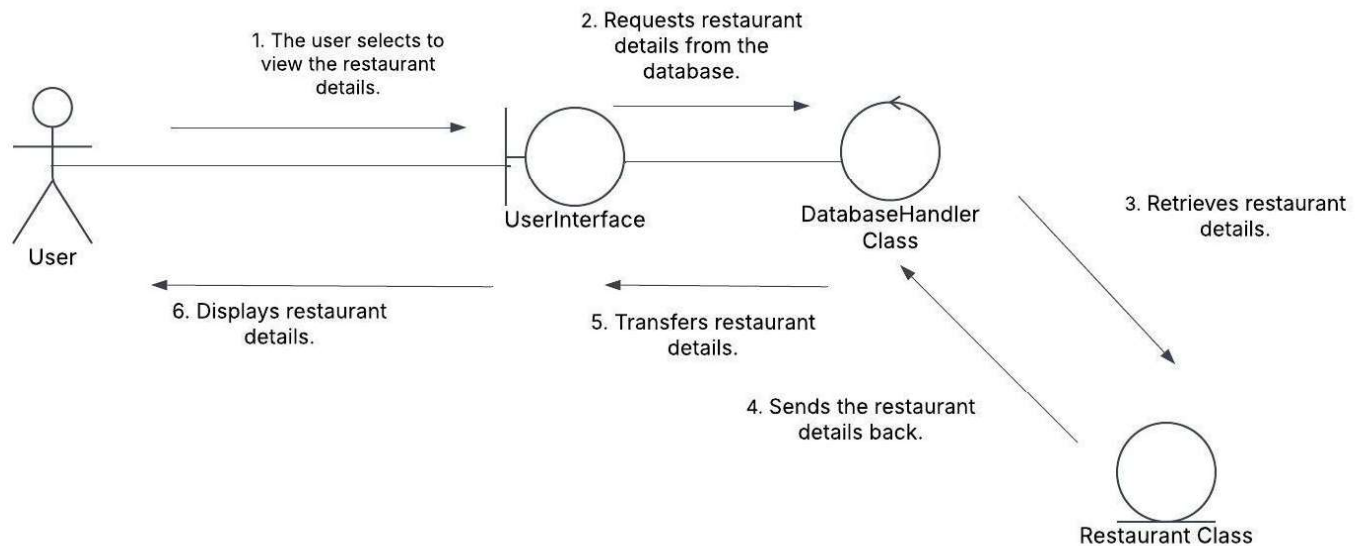 1. The user selects to
view the restaurant
details.
2. Requests restaurant
details from the
database.
User
UserInterface
DatabaseHandler
Class
3. Retrieves restaurant
details.
6. Displays restaurant
details.
5. Transfers restaurant
details.
4. Sends the restaurant
details back.
Restaurant Class